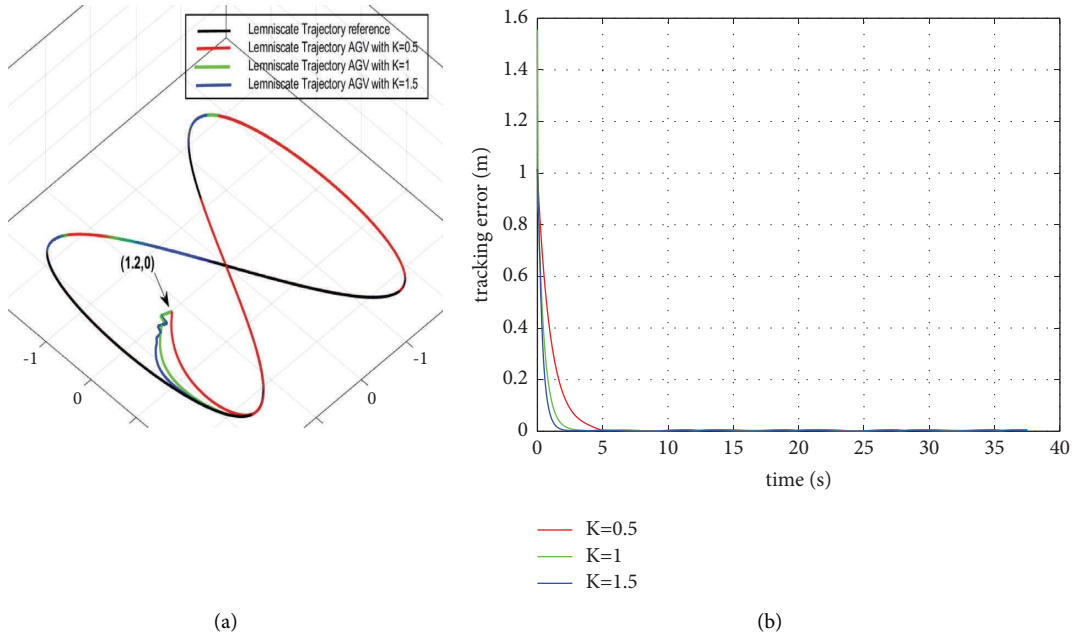 Lemniscate Trajectory reference
Lemniscate Trajectory AGV with K=0.5
Lemniscate Trajectory AGV with K=1
Lemniscate Trajectory AGV with K=1.5
(1.2,0)
-1
0
-1
0
(a)
1.6
1.4
1.2
1
0.8
0.6
0.4
0.2
0
tracking error (m)
0 5 10 15 20 25 30 35 40
time (s)
K=0.5
K=1
K=1.5
(b)